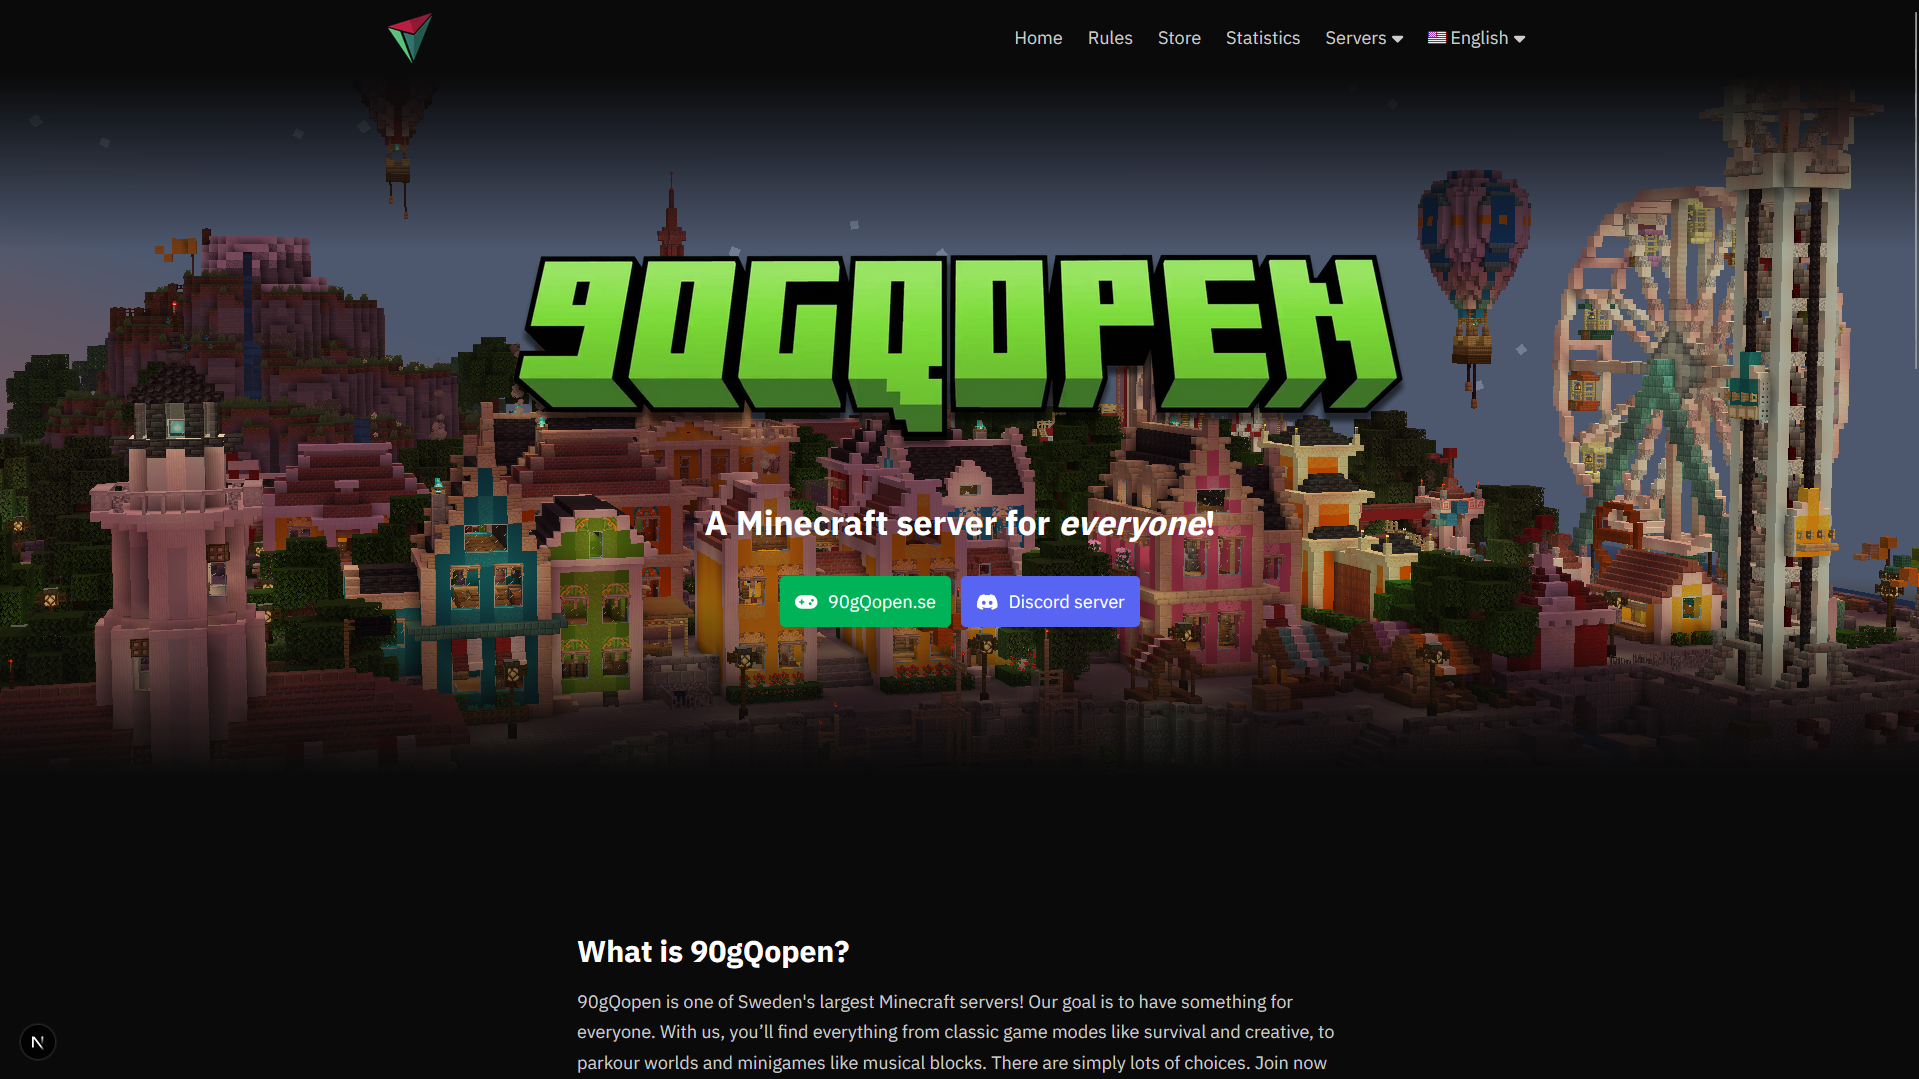 Home Rules Store Statistics Servers English
90GQOPEN
A Minecraft server for everyone!
90gQopen.se Discord server
What is 90gQopen?
90gQopen is one of Sweden's largest Minecraft servers! Our goal is to have something for
everyone. With us, you’ll find everything from classic game modes like survival and creative, to
parkour worlds and minigames like musical blocks. There are simply lots of choices. Join now
N